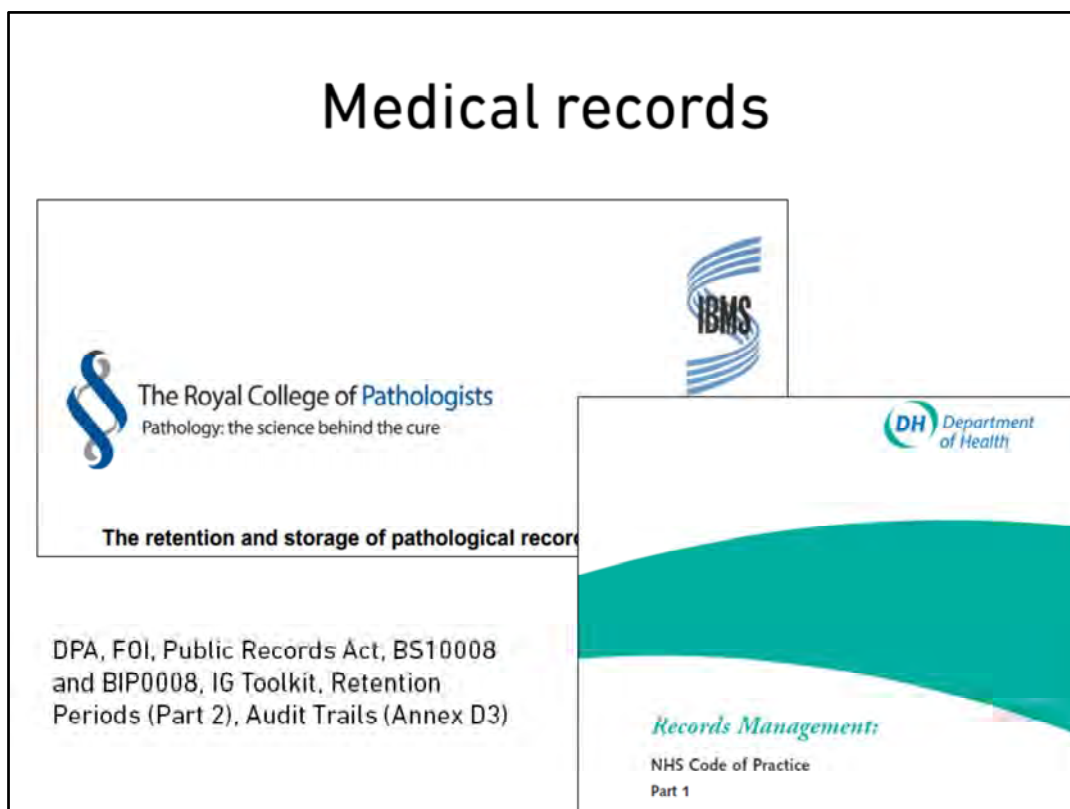 Medical records
IBMS
The Royal College of Pathologists
Pathology: the science behind the cure
DH Department
of Health
The retention and storage of pathological
DPA, FOI, Public Records Act, BS10008
and BIP0008, IG Toolkit, Retention
Periods (Part 2), Audit Trails (Annex D3)
Records Management:
NHS Code of Practice
Part 1